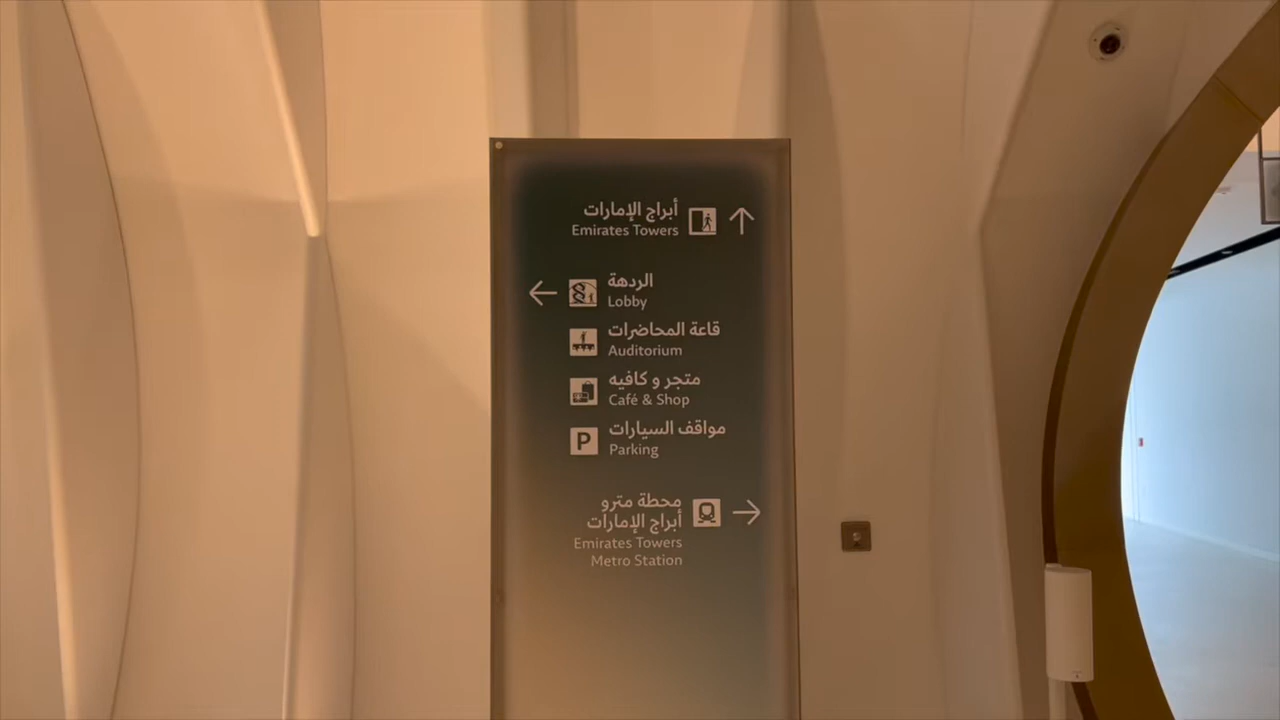 أبراج الإمارات
Emirates Towers
الردهة
Lobby
قاعة المحاضرات
Auditorium
متجر و كافيه
Café & Shop
P
مواقف السيارات
Parking
محطة مترو
أبراج الإمارات
Emirates Towers
Metro Station